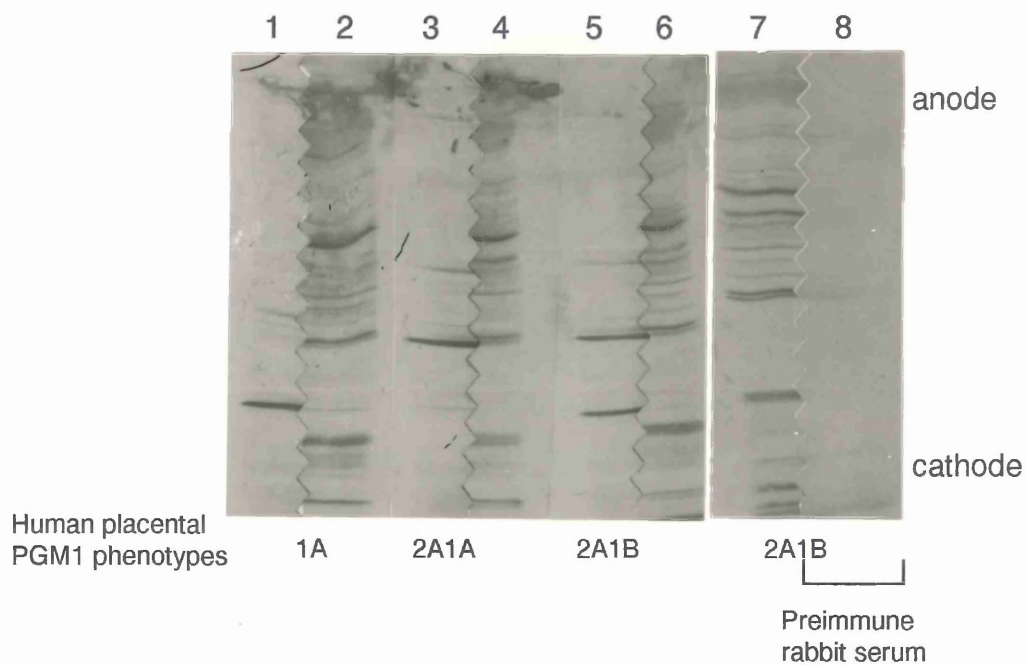 1 2 3 4 5 6 7 8
anode
cathode
Human placental
PGM1 phenotypes
1A 2A1A 2A1B 2A1B
Preimmune
rabbit serum